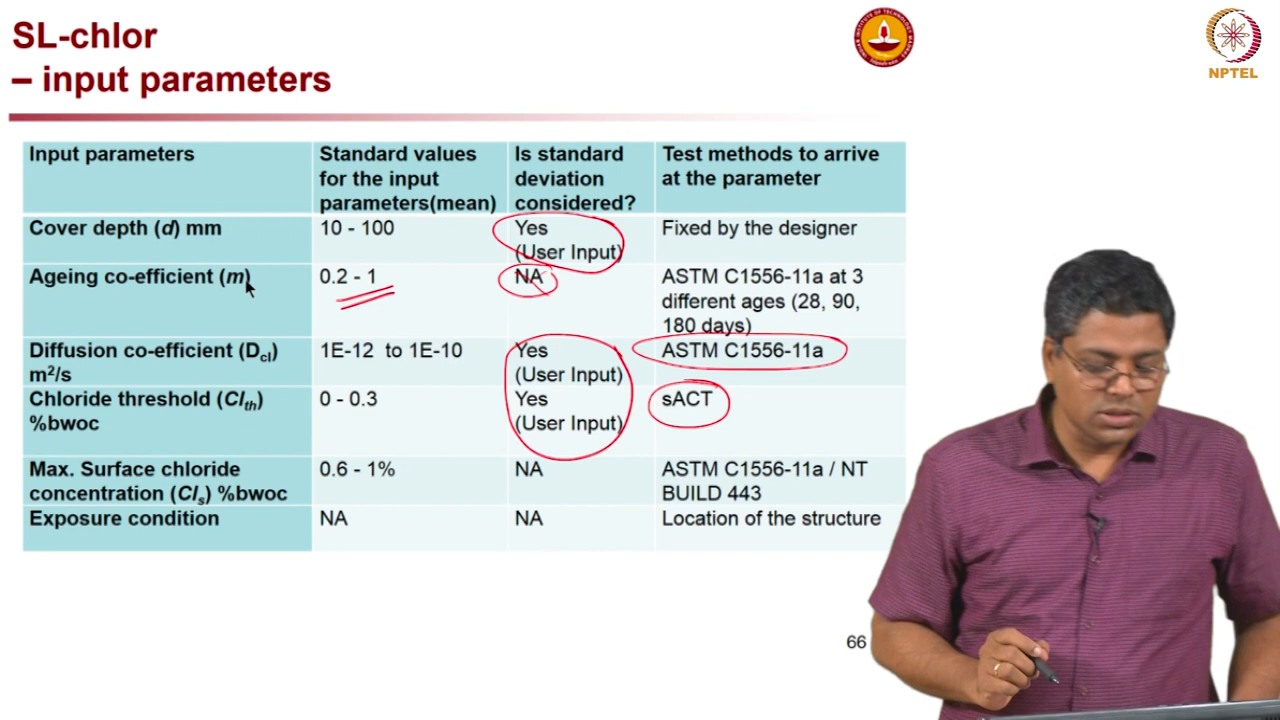 SL-chlor
– input parameters
NPTEL
Input parameters
Standard values
for the input
parameters(mean)
Is standard
deviation
considered?
Test methods to arrive
at the parameter
Cover depth (d) mm
10 - 100
Yes
(User Input)
Fixed by the designer
Ageing co-efficient (m)
0.2 - 1
NA
ASTM C1556-11a at 3
different ages (28, 90,
180 days)
Diffusion co-efficient (Dcl)
m²/s
1E-12 to 1E-10
Yes
(User Input)
ASTM C1556-11a
Chloride threshold (Clth)
%bwoc
0 - 0.3
Yes
(User Input)
sACT
Max. Surface chloride
concentration (Cls) %bwoc
0.6 - 1%
NA
ASTM C1556-11a / NT
BUILD 443
Exposure condition
NA
NA
Location of the structure
66